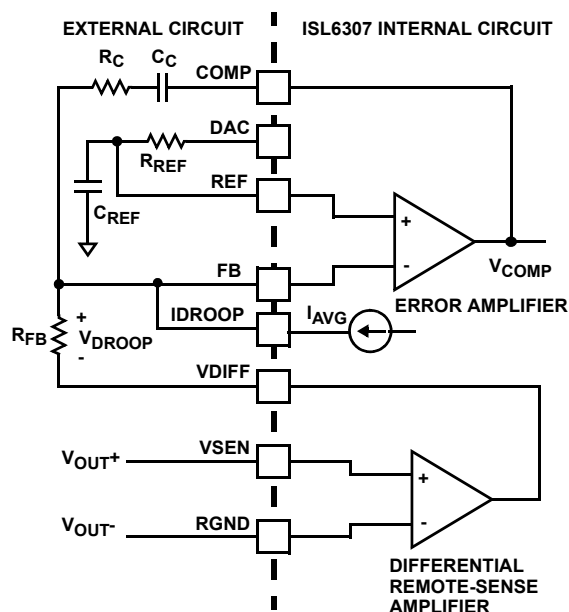 EXTERNAL CIRCUIT
ISL6307 INTERNAL CIRCUIT
RC
CC
COMP
DAC
RREF
REF
CREF
+
-
VCOMP
FB
ERROR AMPLIFIER
IDROOP
IAVG
RFB
+
VDROOP
-
VDIFF
VOUT+
VSEN
+
VOUT-
RGND
-
DIFFERENTIAL
REMOTE-SENSE
AMPLIFIER